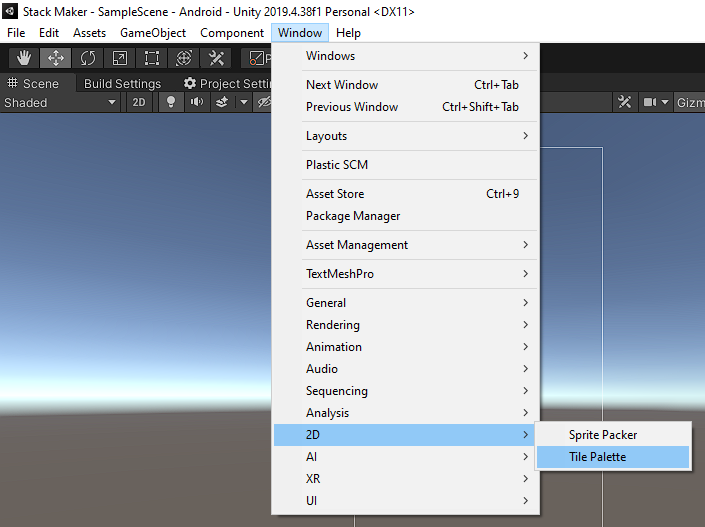 Stack Maker - SampleScene - Android - Unity 2019.4.38f1 Personal <DX11>
File Edit Assets GameObject Component Window Help
Scene Build Settings Project Settin
Shaded 2D Gizm
Windows
Next Window Ctrl+Tab
Previous Window Ctrl+Shift+Tab
Layouts
Plastic SCM
Asset Store Ctrl+9
Package Manager
Asset Management
TextMeshPro
General
Rendering
Animation
Audio
Sequencing
Analysis
2D
Sprite Packer
AI
Tile Palette
XR
UI